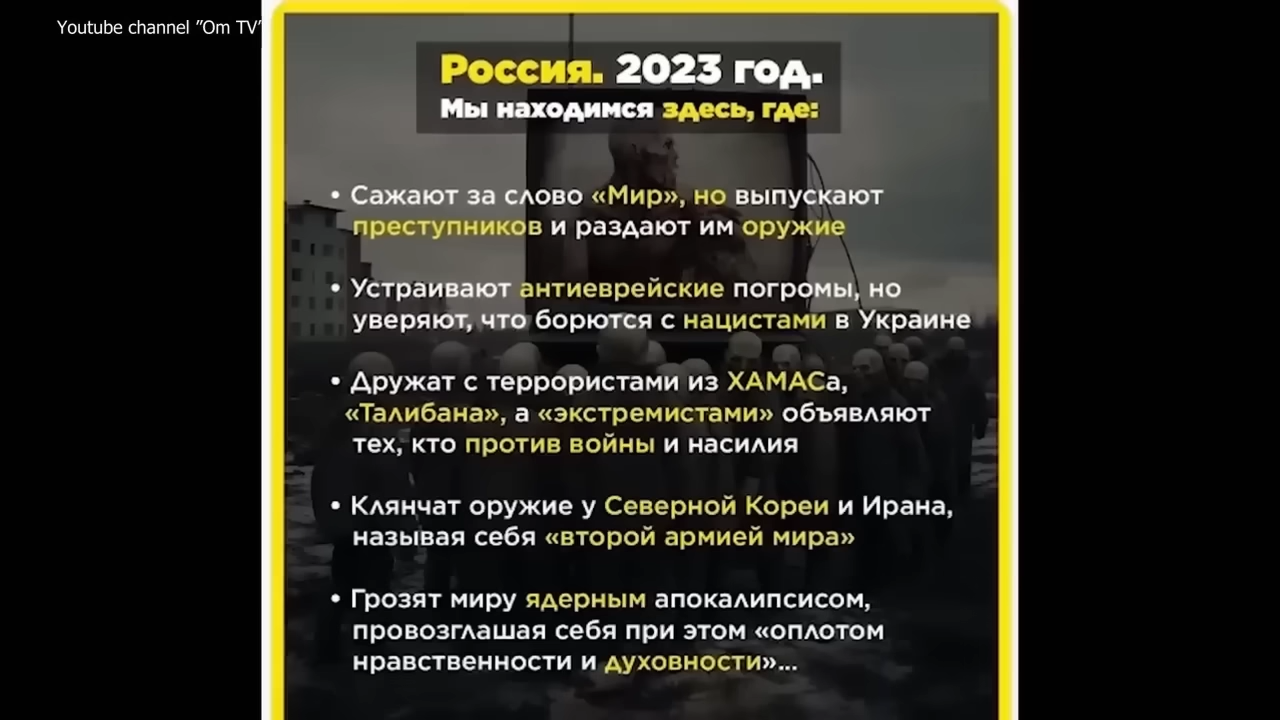 Youtube channel ”Om TV”
Россия. 2023 год.
Мы находимся здесь, где:
• Сажают за слово «Мир», но выпускают
преступников и раздают им оружие
• Устраивают антиеврейские погромы, но
уверяют, что борются с нацистами в Украине
• Дружат с террористами из ХАМАСа,
«Талибана», а «экстремистами» объявляют
тех, кто против войны и насилия
• Клянчат оружие у Северной Кореи и Ирана,
называя себя «второй армией мира»
• Грозят миру ядерным апокалипсисом,
провозглашая себя при этом «оплотом
нравственности и духовности»...